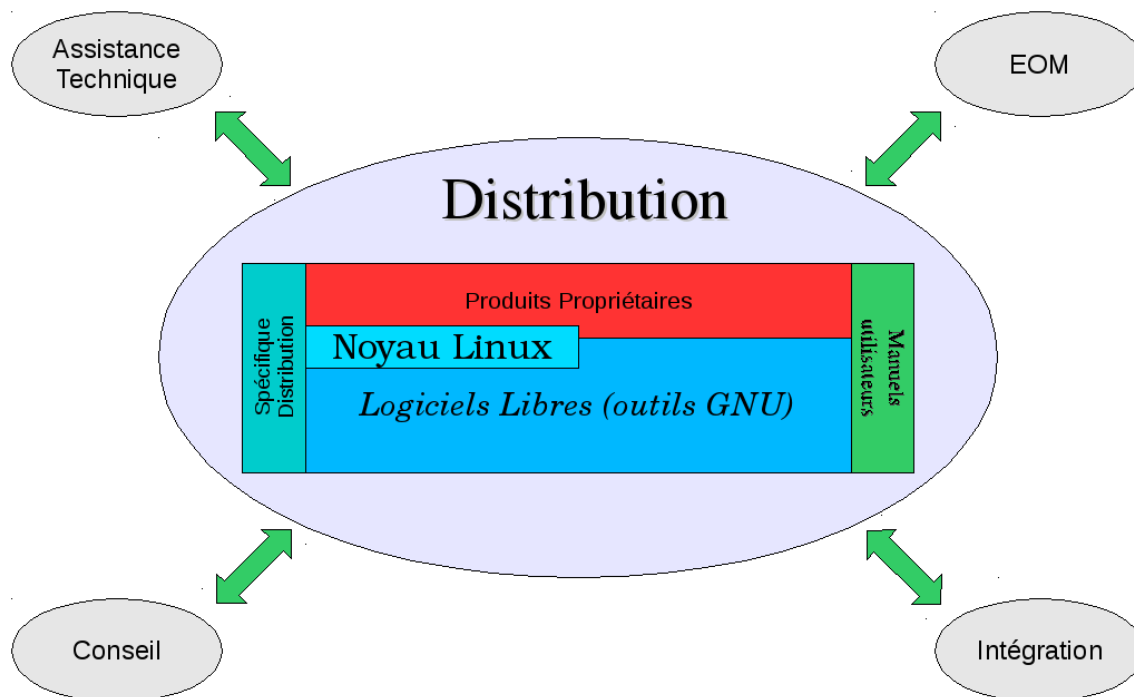 Assistance
Technique
EOM
Distribution
Spécifique
Distribution
Produits Propriétaires
Noyau Linux
Logiciels Libres (outils GNU)
Manuels
utilisateurs
Conseil
Intégration